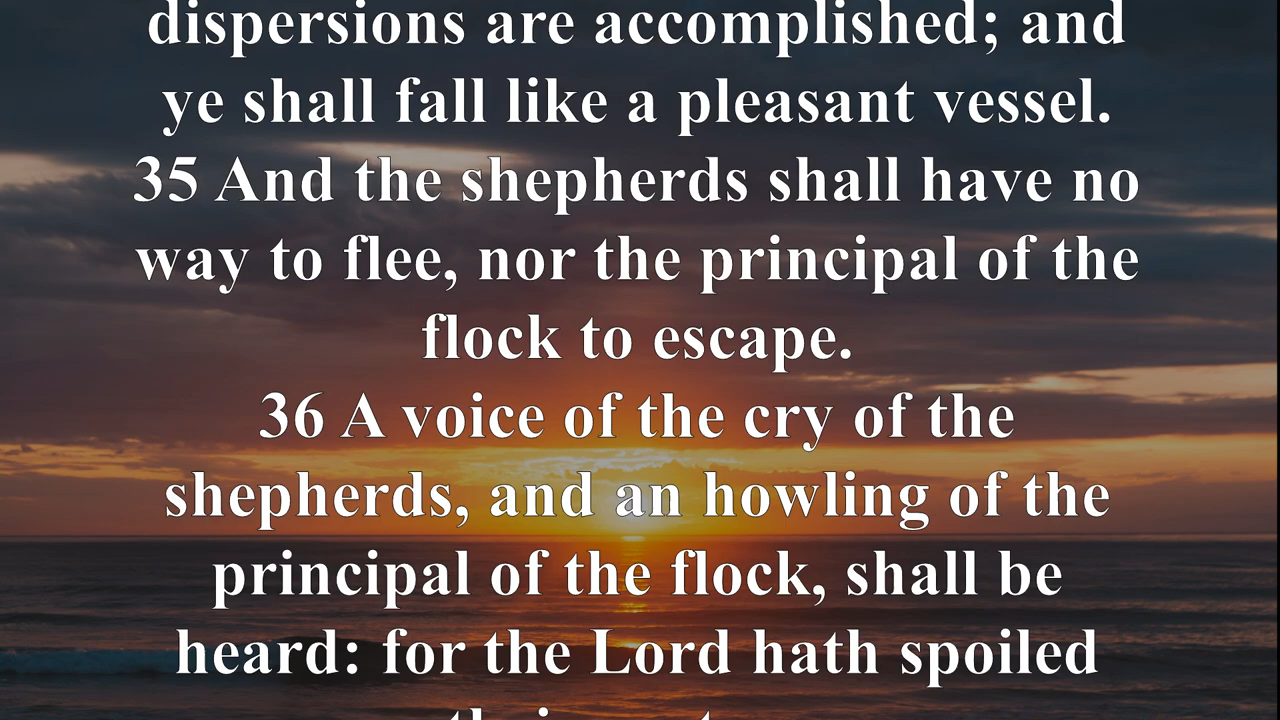 dispersions are accomplished; and
ye shall fall like a pleasant vessel.
35 And the shepherds shall have no
way to flee, nor the principal of the
flock to escape.
36 A voice of the cry of the
shepherds, and an howling of the
principal of the flock, shall be
heard: for the Lord hath spoiled